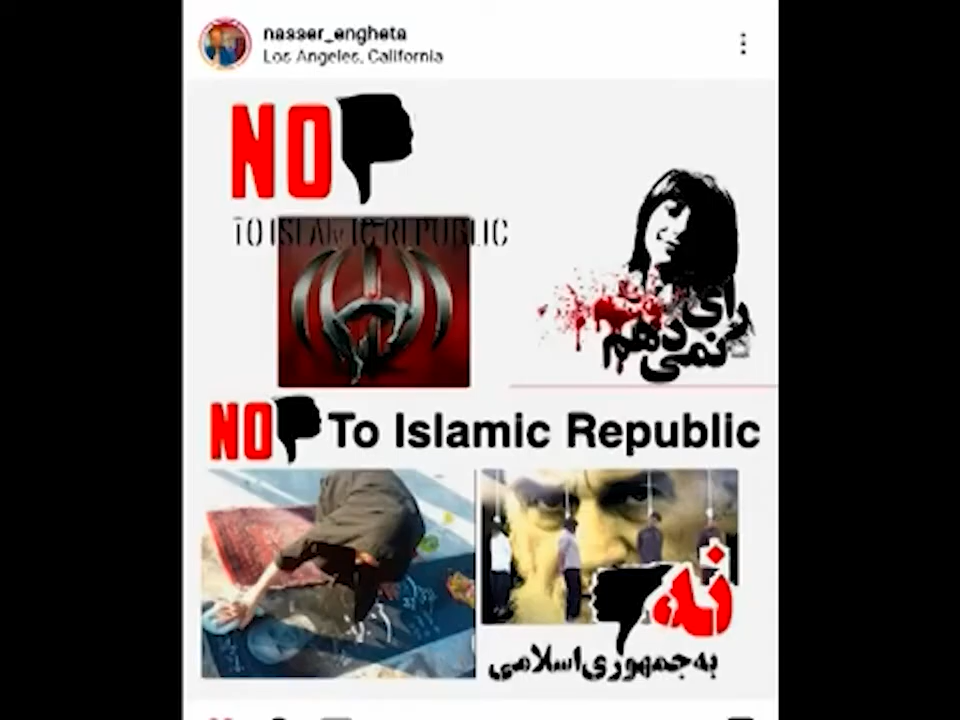 nasser_engheta
Los Angeles, California
NO
TO ISLAMIC REPUBLIC
رای
نمی‌دهم
NO To Islamic Republic
نه
به جمهوری اسلامی